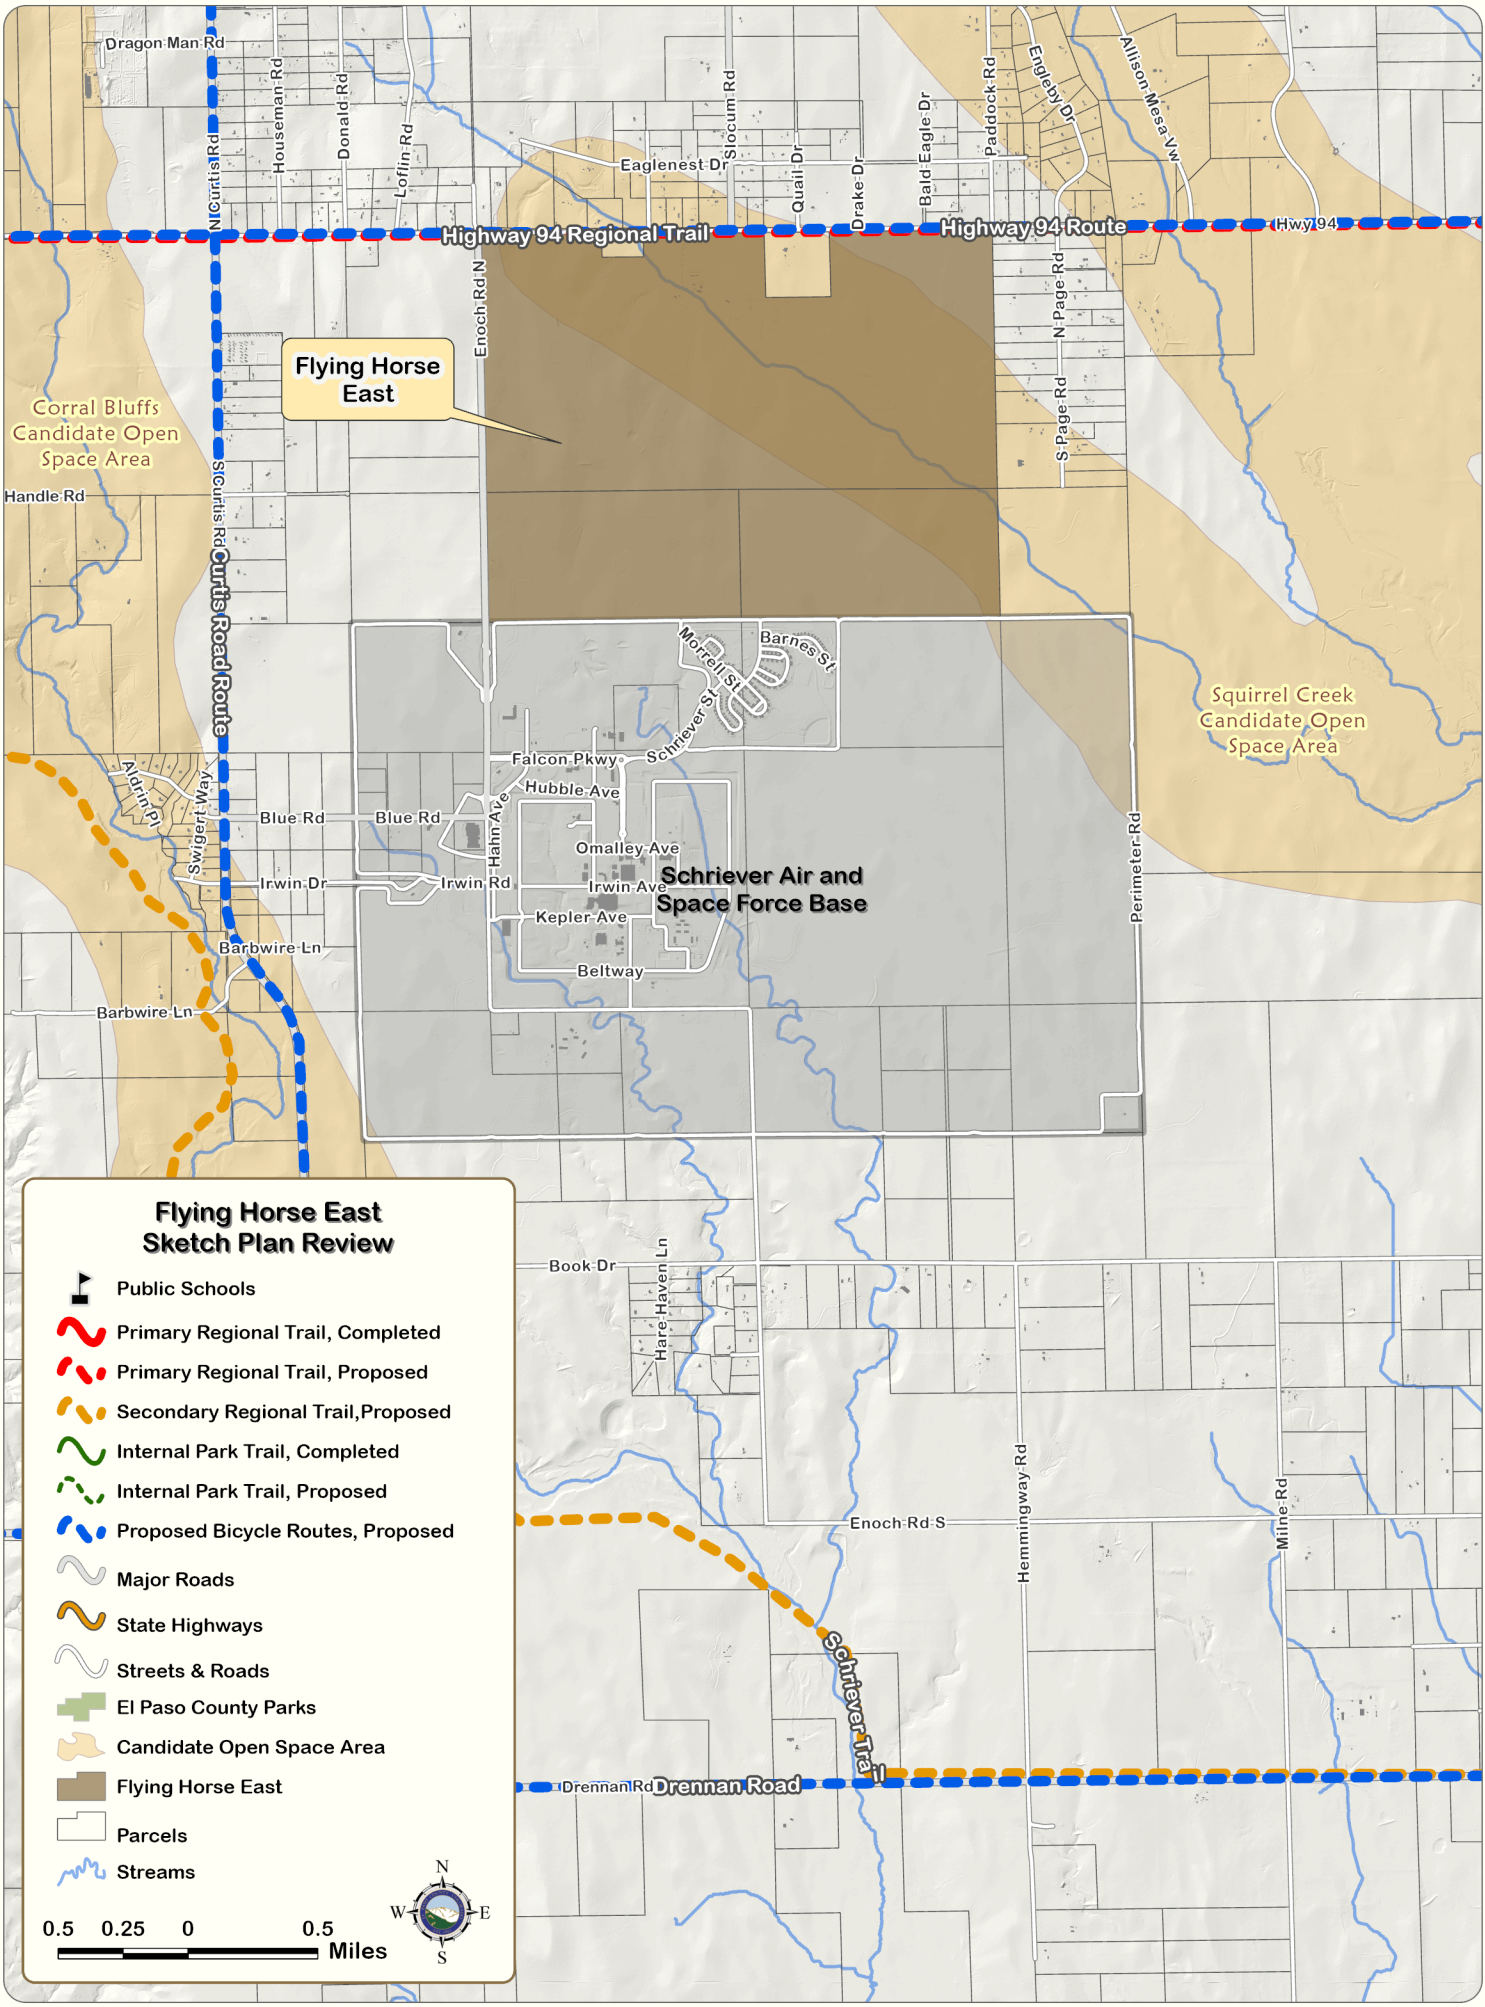 Dragon Man Rd
N Curtis Rd
Houseman Rd
Donald Rd
Loflin Rd
Slocum Rd
Eaglenest Dr
Quail Dr
Drake Dr
Bald Eagle Dr
Paddock Rd
Engleby Dr
Allison Mesa Vw
Highway 94 Regional Trail
Highway 94 Route
Hwy 94
Enoch Rd N
N Page Rd
S Page Rd
Flying Horse
East
Corral Bluffs
Candidate Open
Space Area
Handle Rd
S Curtis Rd
Curtis Road Route
Morrell St
Barnes St
Schriever St
Squirrel Creek
Candidate Open
Space Area
Falcon Pkwy
Hubble Ave
Aldrin Pl
Swigert Way
Blue Rd
Blue Rd
Hahn Ave
Omalley Ave
Perimeter Rd
Irwin Dr
Irwin Rd
Irwin Ave
Schriever Air and
Space Force Base
Kepler Ave
Barbwire Ln
Beltway
Barbwire Ln
Book Dr
Hare Haven Ln
Hemmingway Rd
Milne Rd
Enoch Rd S
Schriever Trail
Drennan Rd
Drennan Road
Flying Horse East
Sketch Plan Review
Public Schools
Primary Regional Trail, Completed
Primary Regional Trail, Proposed
Secondary Regional Trail,Proposed
Internal Park Trail, Completed
Internal Park Trail, Proposed
Proposed Bicycle Routes, Proposed
Major Roads
State Highways
Streets & Roads
El Paso County Parks
Candidate Open Space Area
Flying Horse East
Parcels
Streams
N
W E
S
0.5 0.25 0 0.5
Miles